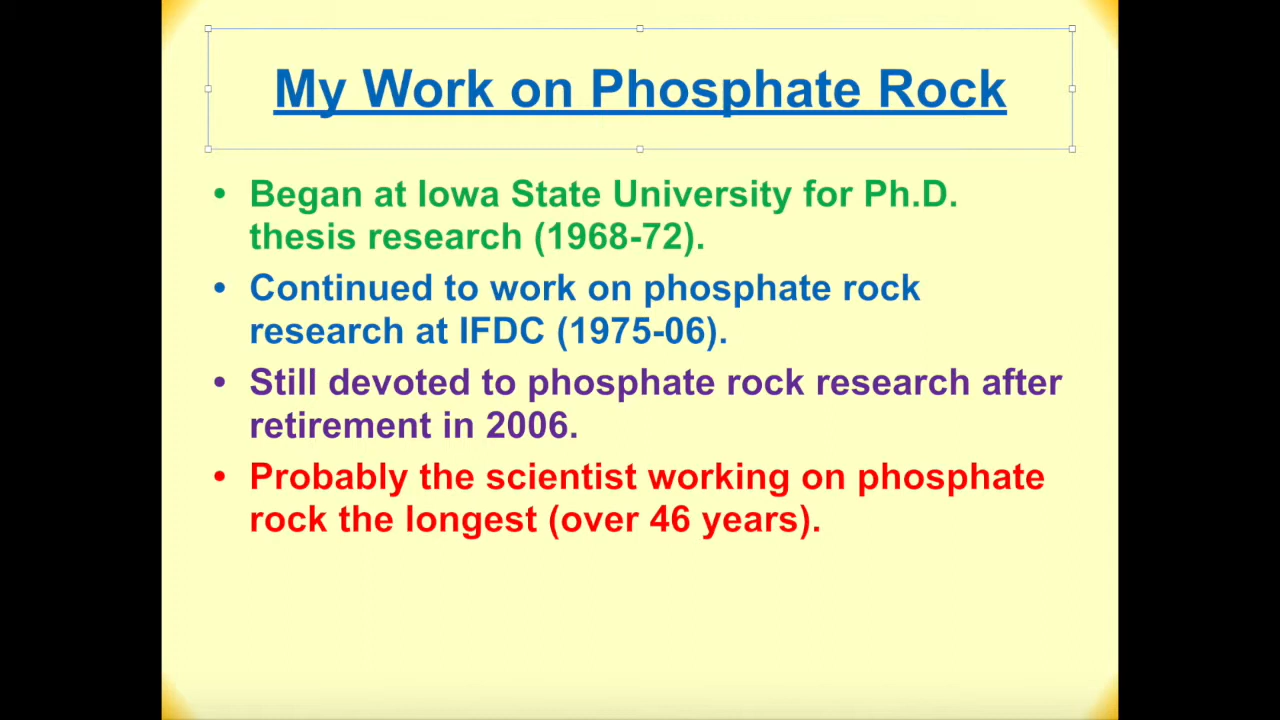 My Work on Phosphate Rock
• Began at Iowa State University for Ph.D.
thesis research (1968-72).
• Continued to work on phosphate rock
research at IFDC (1975-06).
• Still devoted to phosphate rock research after
retirement in 2006.
• Probably the scientist working on phosphate
rock the longest (over 46 years).